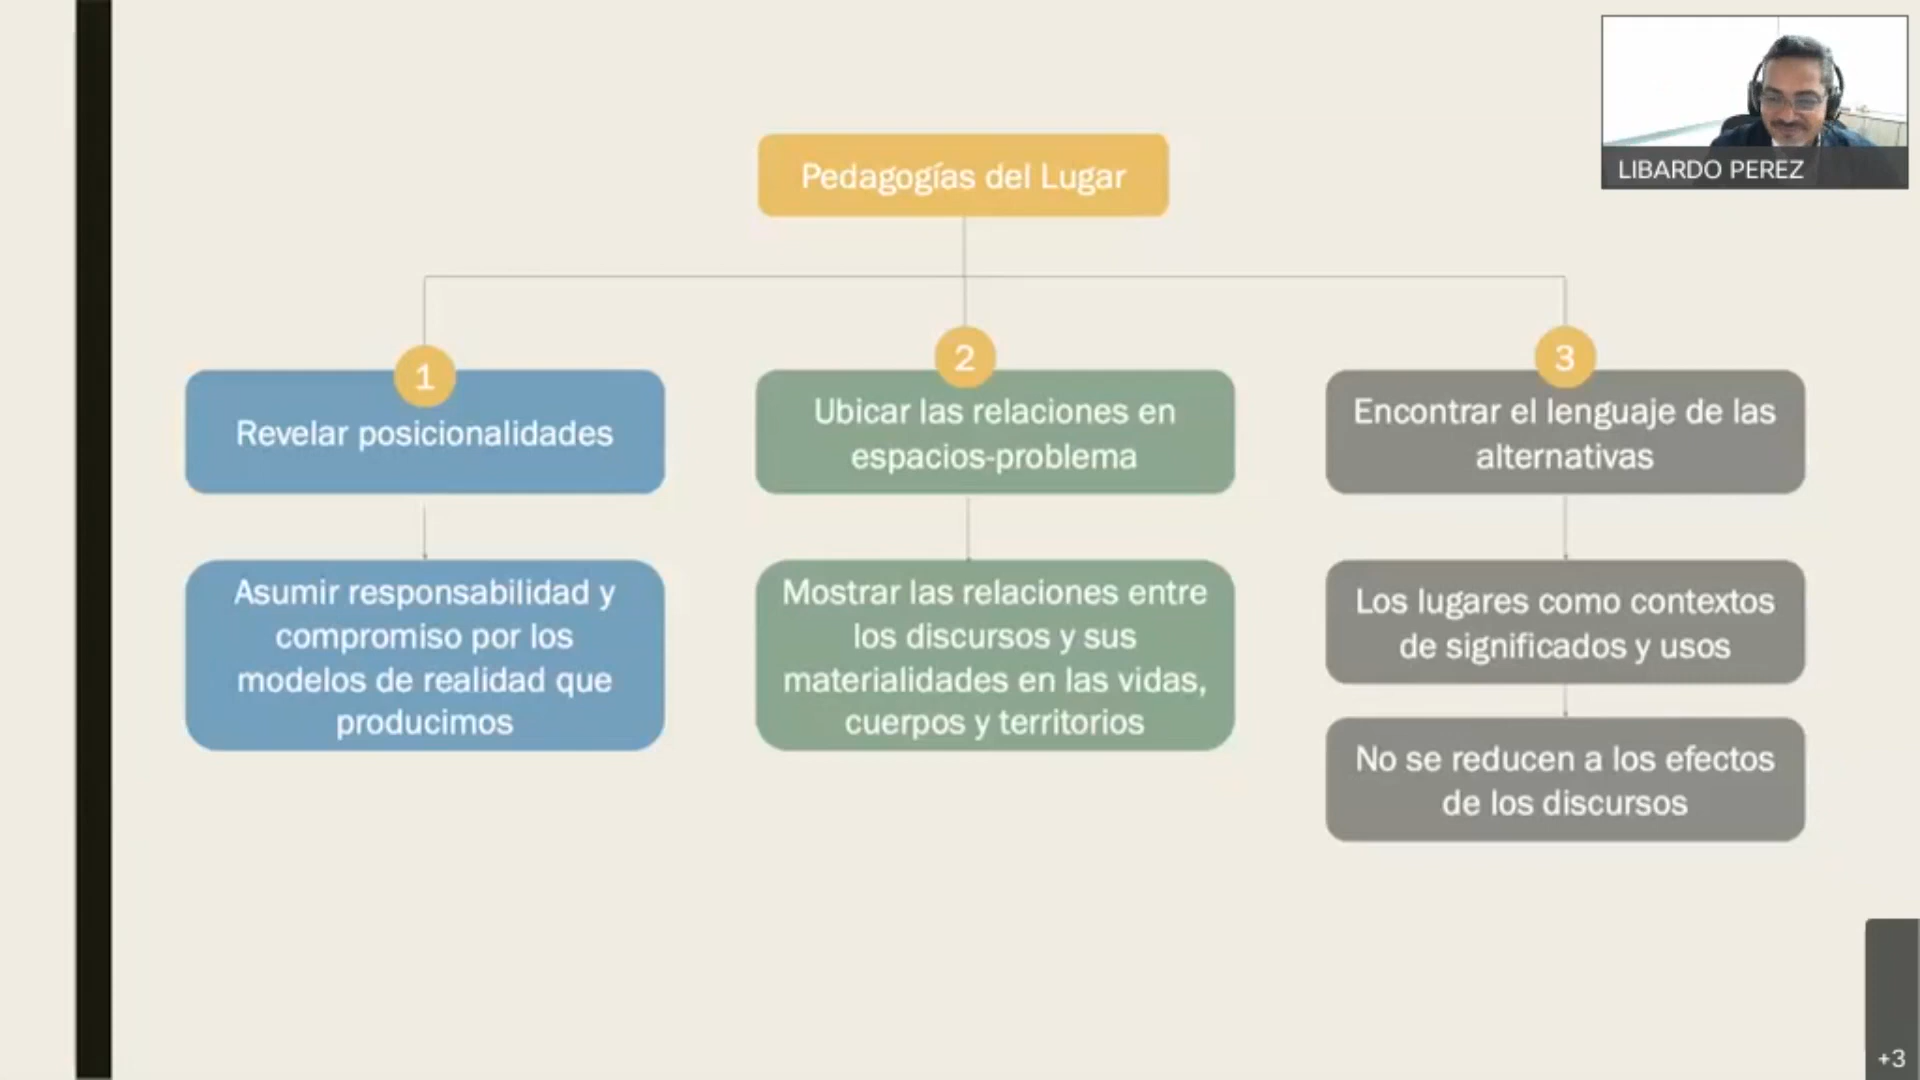 LIBARDO PEREZ
Pedagogías del Lugar
1
Revelar posicionalidades
Asumir responsabilidad y
compromiso por los
modelos de realidad que
producimos
2
Ubicar las relaciones en
espacios-problema
Mostrar las relaciones entre
los discursos y sus
materialidades en las vidas,
cuerpos y territorios
3
Encontrar el lenguaje de las
alternativas
Los lugares como contextos
de significados y usos
No se reducen a los efectos
de los discursos
+3